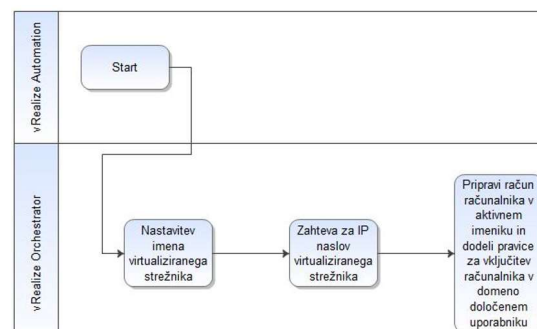 vRealize Automation
Start
vRealize Orchestrator
Nastavitev
imena
virtualiziranega
strežnika
Zahteva za IP
naslov
virtualiziranega
strežnika
Pripravi račun
računalnika v
aktivnem
imeniku in
dodeli pravice
za vključitev
računalnika v
domeno
določenem
uporabniku